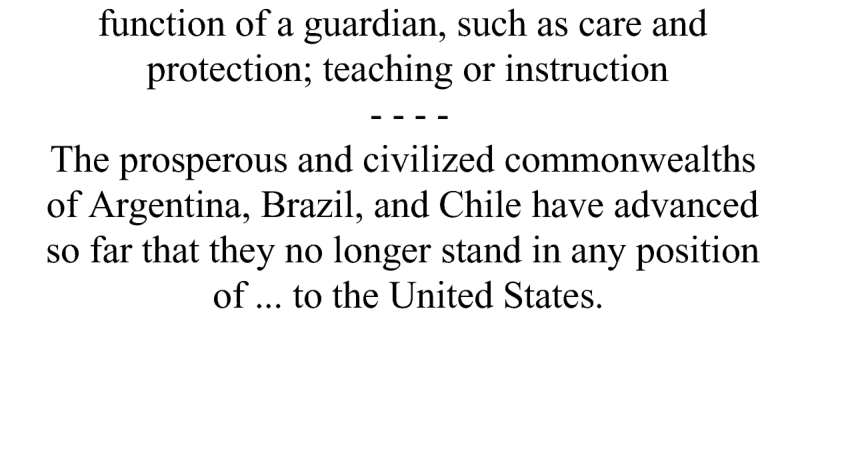 function of a guardian, such as care and
protection; teaching or instruction
- - - -
The prosperous and civilized commonwealths
of Argentina, Brazil, and Chile have advanced
so far that they no longer stand in any position
of ... to the United States.